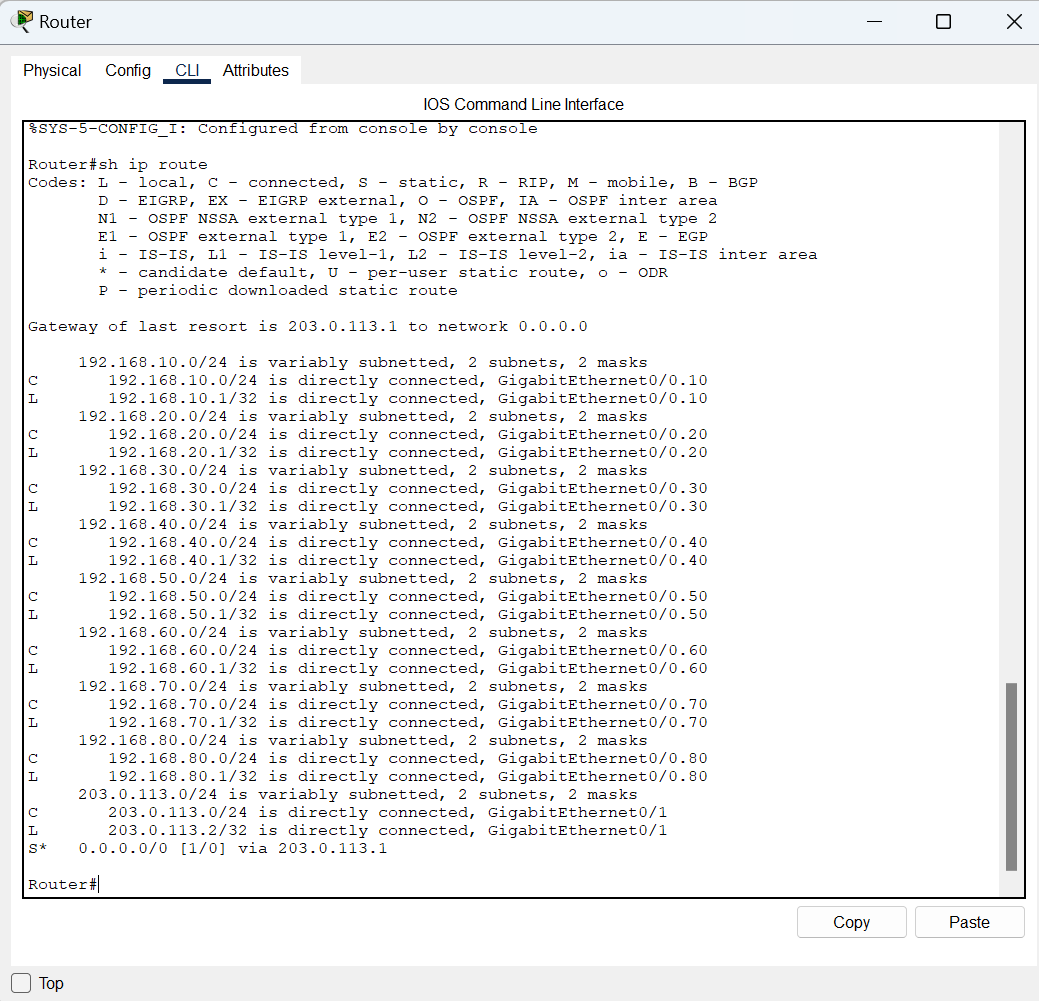 Router
Physical Config CLI Attributes
IOS Command Line Interface
%SYS-5-CONFIG_I: Configured from console by console
Router#sh ip route
Codes: L - local, C - connected, S - static, R - RIP, M - mobile, B - BGP
D - EIGRP, EX - EIGRP external, O - OSPF, IA - OSPF inter area
N1 - OSPF NSSA external type 1, N2 - OSPF NSSA external type 2
E1 - OSPF external type 1, E2 - OSPF external type 2, E - EGP
i - IS-IS, L1 - IS-IS level-1, L2 - IS-IS level-2, ia - IS-IS inter area
* - candidate default, U - per-user static route, o - ODR
P - periodic downloaded static route
Gateway of last resort is 203.0.113.1 to network 0.0.0.0
192.168.10.0/24 is variably subnetted, 2 subnets, 2 masks
C 192.168.10.0/24 is directly connected, GigabitEthernet0/0.10
L 192.168.10.1/32 is directly connected, GigabitEthernet0/0.10
192.168.20.0/24 is variably subnetted, 2 subnets, 2 masks
C 192.168.20.0/24 is directly connected, GigabitEthernet0/0.20
L 192.168.20.1/32 is directly connected, GigabitEthernet0/0.20
192.168.30.0/24 is variably subnetted, 2 subnets, 2 masks
C 192.168.30.0/24 is directly connected, GigabitEthernet0/0.30
L 192.168.30.1/32 is directly connected, GigabitEthernet0/0.30
192.168.40.0/24 is variably subnetted, 2 subnets, 2 masks
C 192.168.40.0/24 is directly connected, GigabitEthernet0/0.40
L 192.168.40.1/32 is directly connected, GigabitEthernet0/0.40
192.168.50.0/24 is variably subnetted, 2 subnets, 2 masks
C 192.168.50.0/24 is directly connected, GigabitEthernet0/0.50
L 192.168.50.1/32 is directly connected, GigabitEthernet0/0.50
192.168.60.0/24 is variably subnetted, 2 subnets, 2 masks
C 192.168.60.0/24 is directly connected, GigabitEthernet0/0.60
L 192.168.60.1/32 is directly connected, GigabitEthernet0/0.60
192.168.70.0/24 is variably subnetted, 2 subnets, 2 masks
C 192.168.70.0/24 is directly connected, GigabitEthernet0/0.70
L 192.168.70.1/32 is directly connected, GigabitEthernet0/0.70
192.168.80.0/24 is variably subnetted, 2 subnets, 2 masks
C 192.168.80.0/24 is directly connected, GigabitEthernet0/0.80
L 192.168.80.1/32 is directly connected, GigabitEthernet0/0.80
203.0.113.0/24 is variably subnetted, 2 subnets, 2 masks
C 203.0.113.0/24 is directly connected, GigabitEthernet0/1
L 203.0.113.2/32 is directly connected, GigabitEthernet0/1
S* 0.0.0.0/0 [1/0] via 203.0.113.1
Router#
Copy Paste
Top